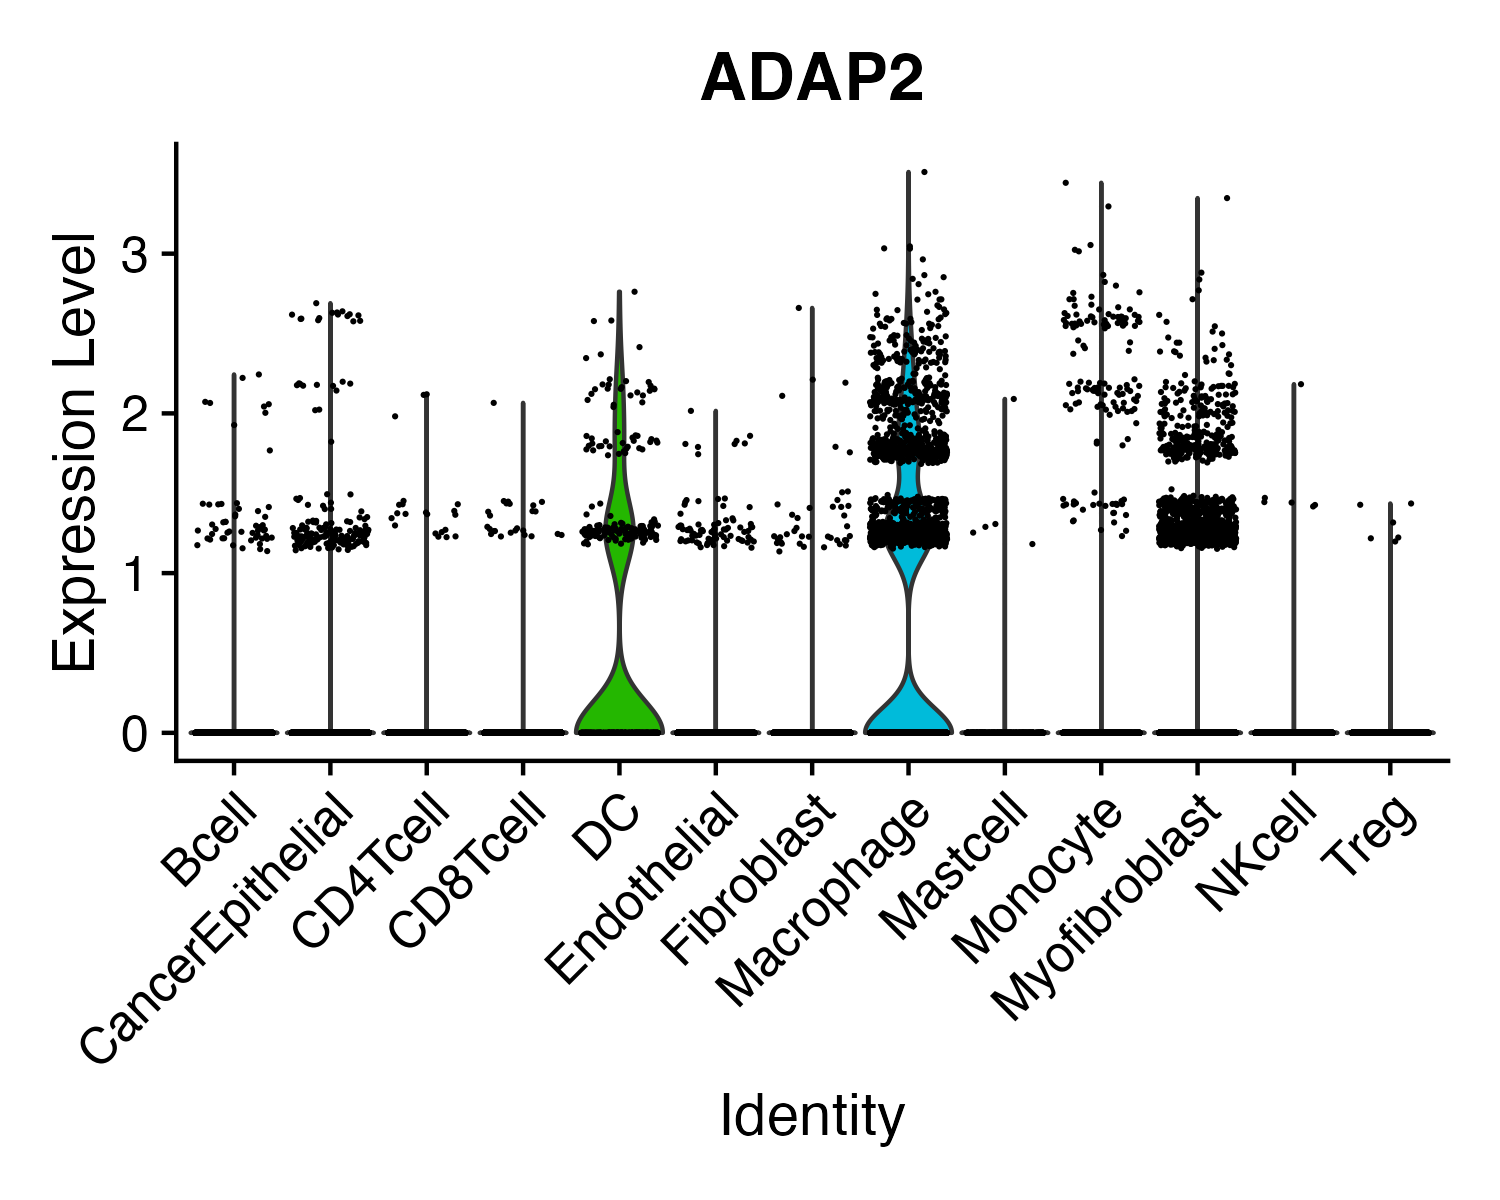 ADAP2
Expression Level
3
2
1
0
Bcell
CancerEpithelial
CD4Tcell
CD8Tcell
DC
Endothelial
Fibroblast
Macrophage
Mastcell
Monocyte
Myofibroblast
NKcell
Treg
Identity